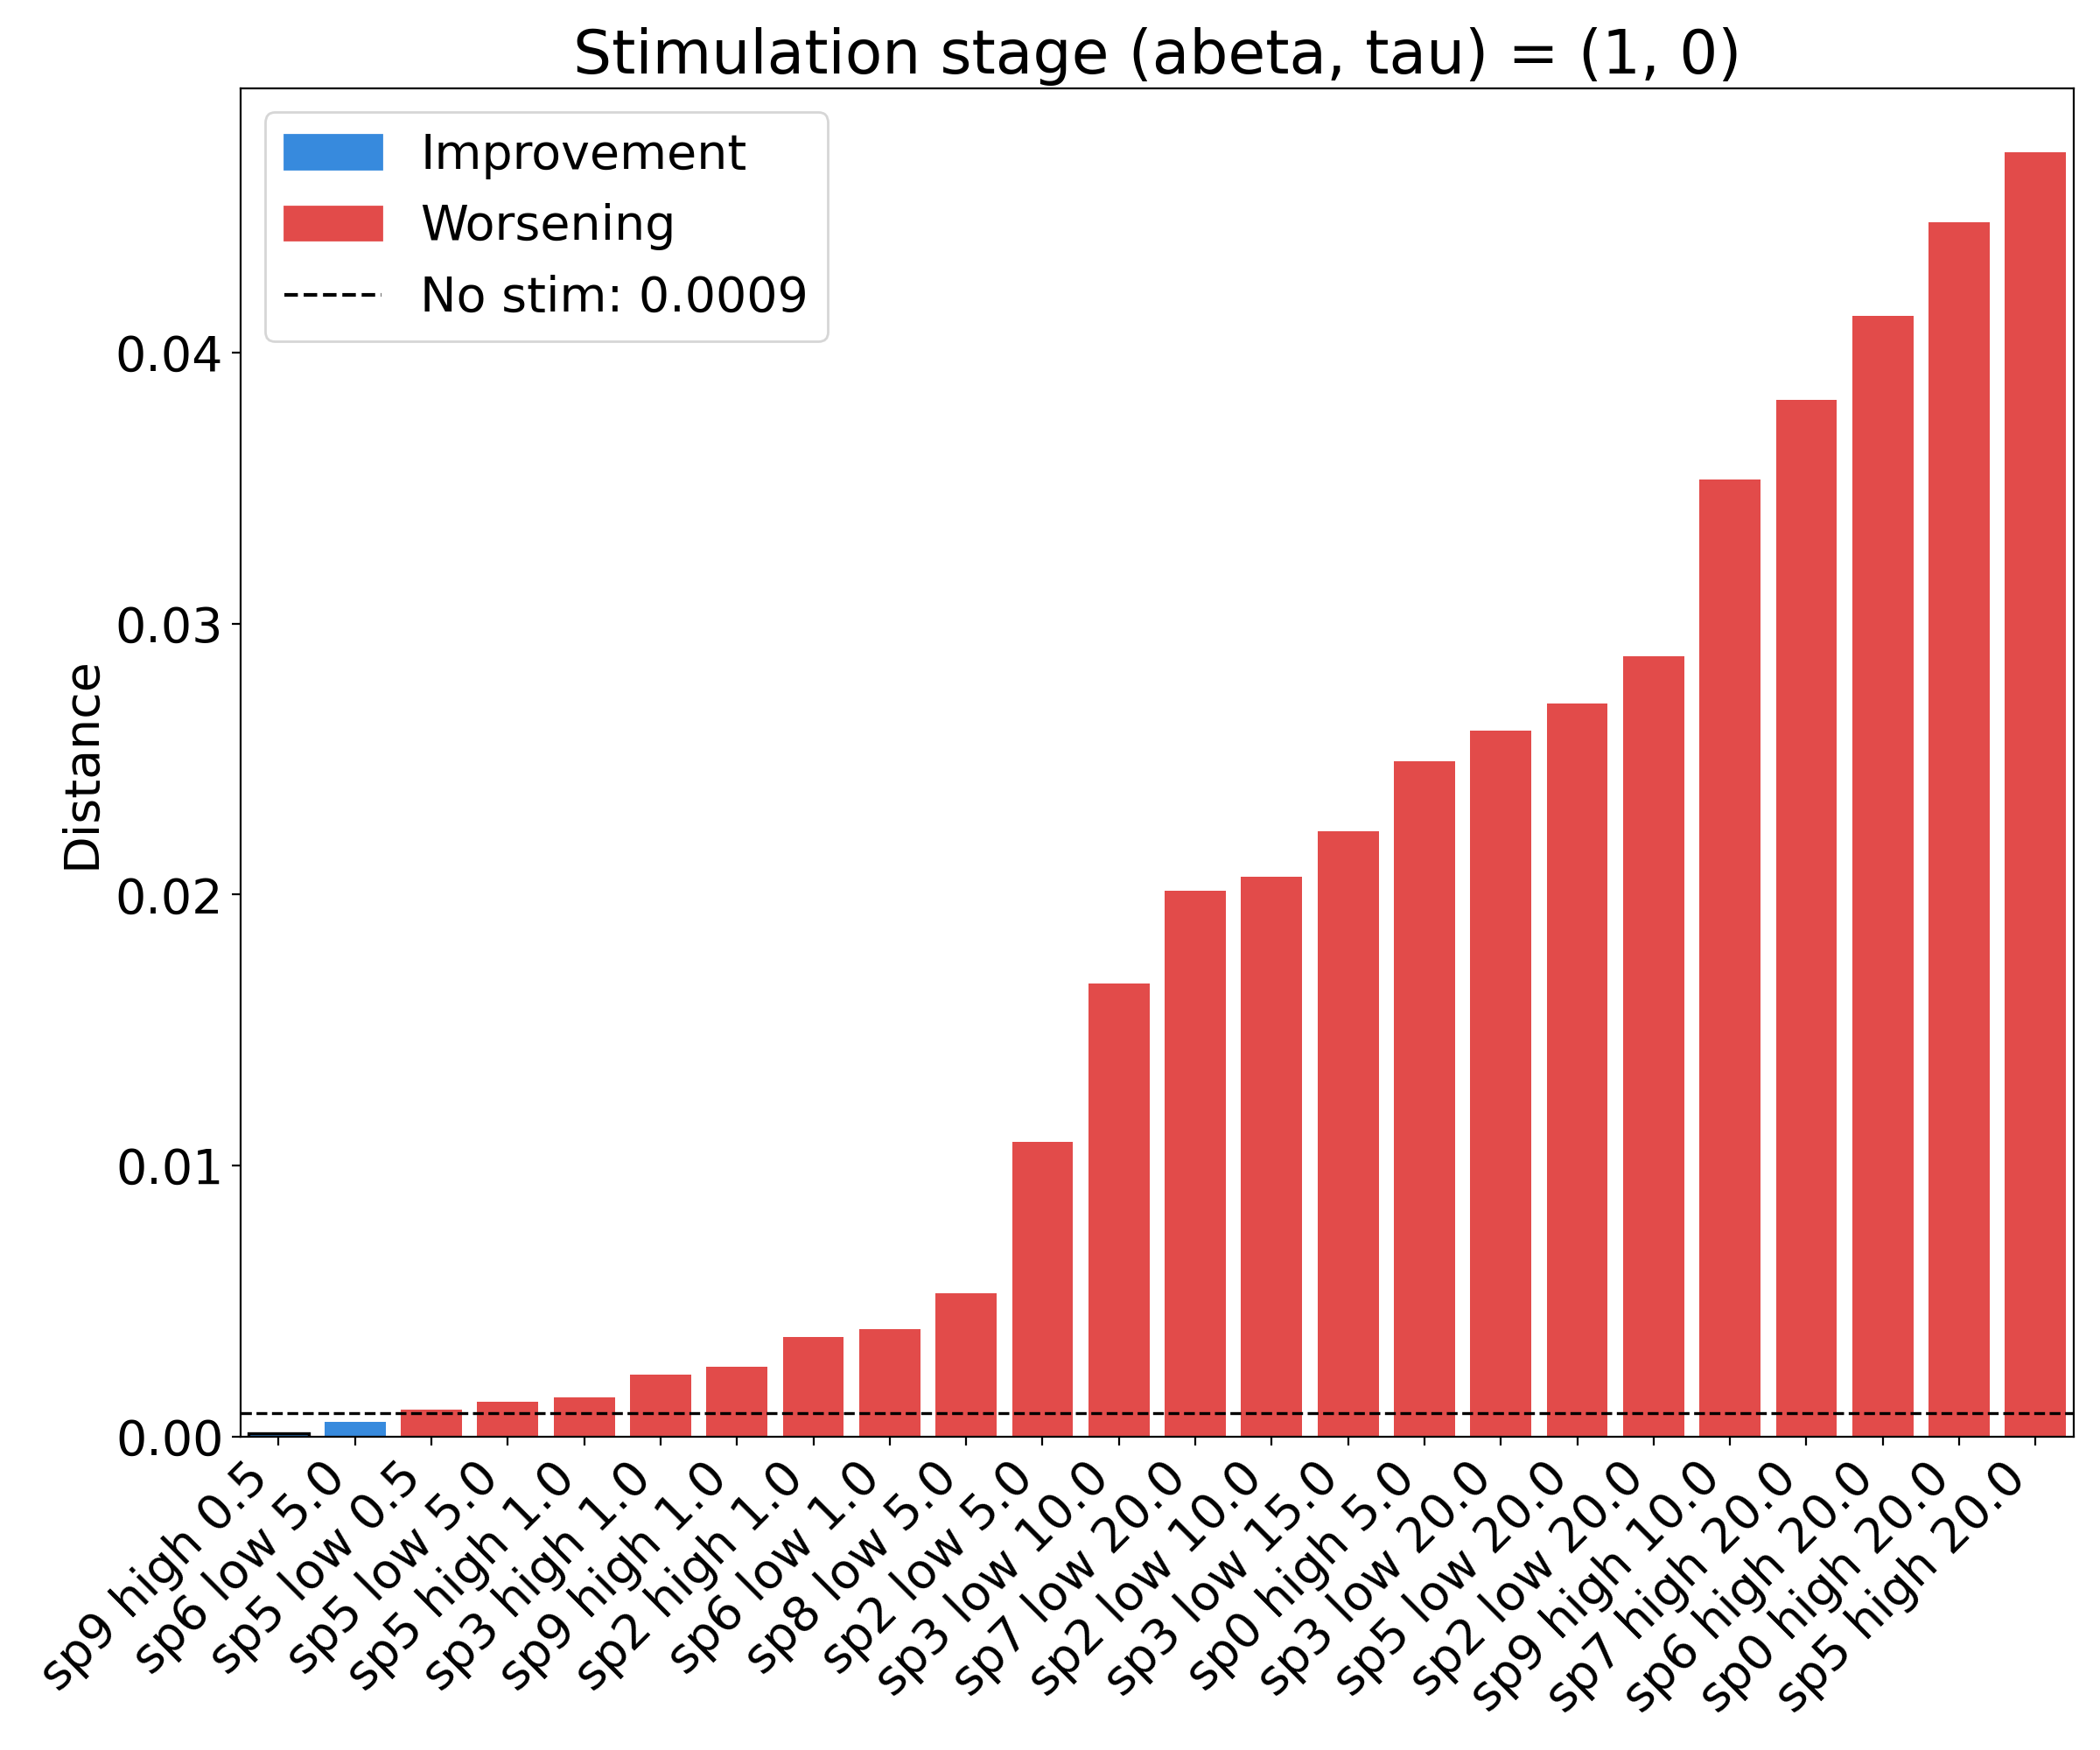 Stimulation stage (abeta, tau) = (1, 0)
Improvement
Worsening
No stim: 0.0009
Distance
0.04
0.03
0.02
0.01
0.00
sp9 high 0.5
sp6 low 5.0
sp5 low 0.5
sp5 low 5.0
sp5 high 1.0
sp3 high 1.0
sp9 high 1.0
sp2 high 1.0
sp6 low 1.0
sp8 low 5.0
sp2 low 5.0
sp3 low 10.0
sp7 low 20.0
sp2 low 10.0
sp3 low 15.0
sp0 high 5.0
sp3 low 20.0
sp5 low 20.0
sp2 low 20.0
sp9 high 10.0
sp7 high 20.0
sp6 high 20.0
sp0 high 20.0
sp5 high 20.0